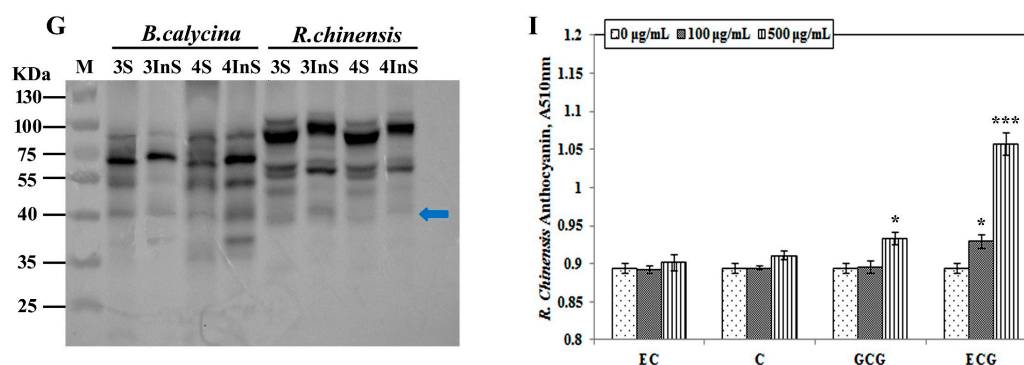 G
B.calycina R.chinensis
KDa M 3S 3InS 4S 4InS 3S 3InS 4S 4InS
130
100
75
55
40
35
25
I
0 µg/mL 100 µg/mL 500 µg/mL
R. Chinensis Anthocyanin, A510nm
1.2
1.15
1.1
1.05
1
0.95
0.9
0.85
0.8
* * ***
EC C GCG ECG